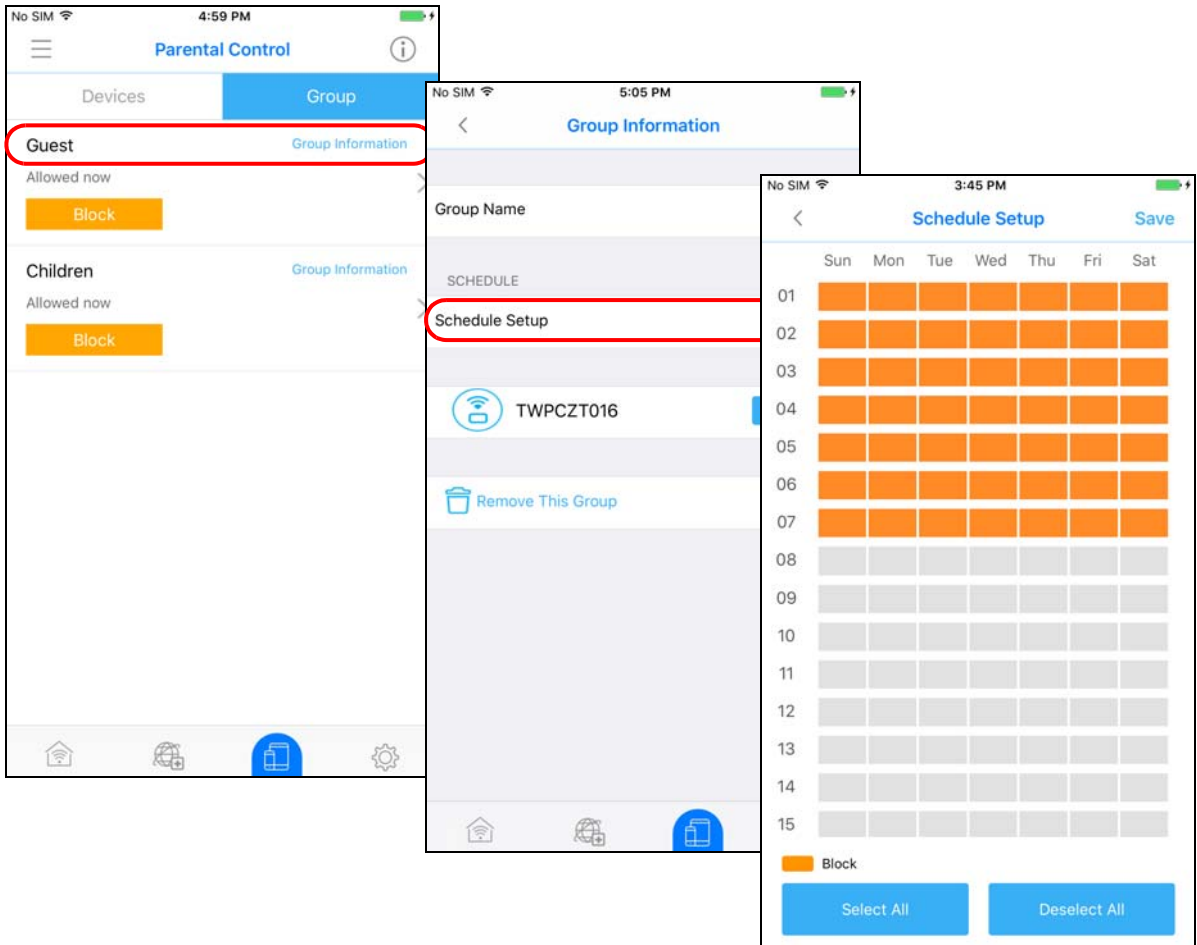 No SIM 4:59 PM
Parental Control
Devices Group
Guest Group Information
Allowed now
Block
Children Group Information
Allowed now
Block
No SIM 5:05 PM
Group Information
Group Name
SCHEDULE
Schedule Setup
TWPCZT016
Remove This Group
No SIM 3:45 PM
Schedule Setup Save
Sun Mon Tue Wed Thu Fri Sat
01
02
03
04
05
06
07
08
09
10
11
12
13
14
15
Block
Select All Deselect All